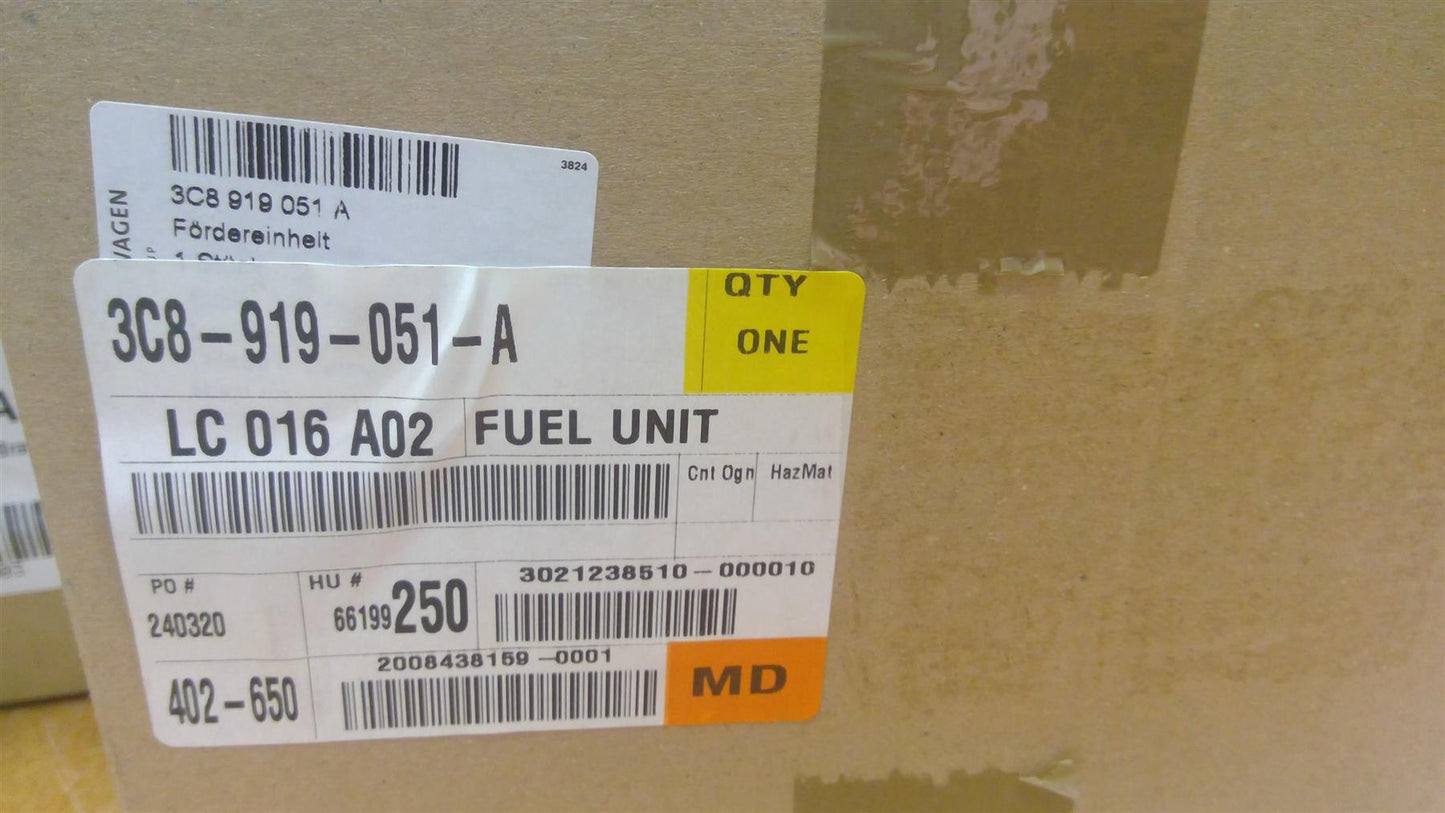 3824
3C8 919 051 A
Fördereinheit
3C8-919-051-A
QTY
ONE
LC 016 A02
FUEL UNIT
Cnt Ogn
HazMat
PO #
240320
HU #
66199250
3021238510-000010
402-650
2008438159-0001
MD